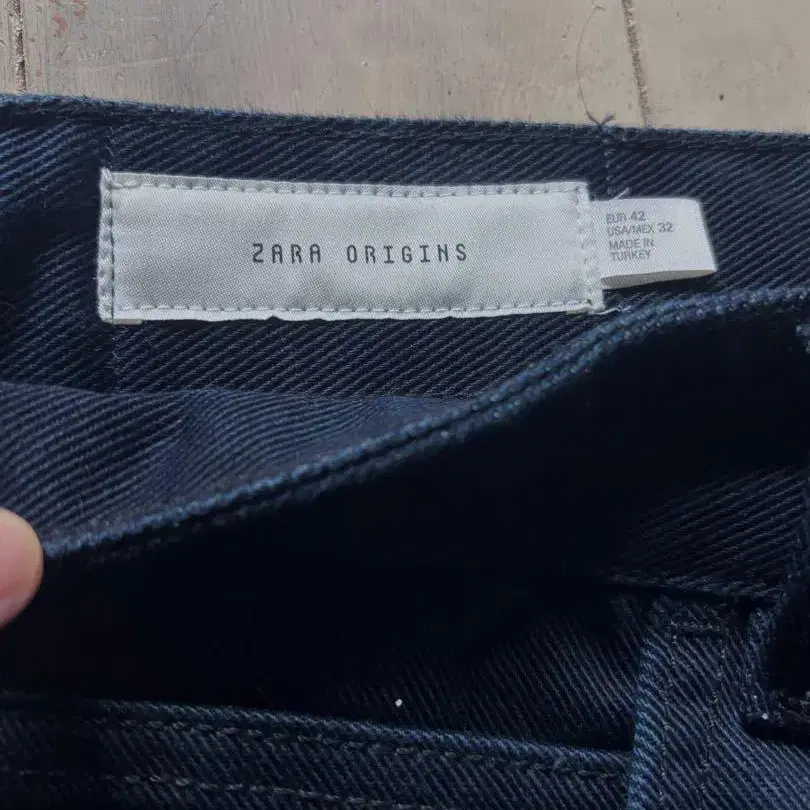 ZARA ORIGINS
EUR 42
USA/MEX 32
MADE IN
TURKEY